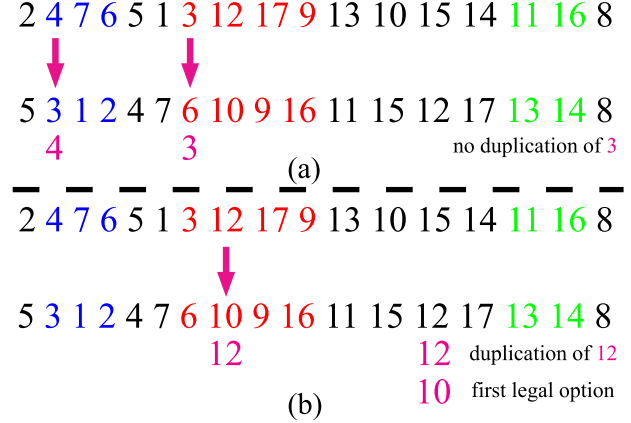 2 4 7 6 5 1 3 12 17 9 13 10 15 14 11 16 8
5 3 1 2 4 7 6 10 9 16 11 15 12 17 13 14 8
4 3 no duplication of 3
(a)
2 4 7 6 5 1 3 12 17 9 13 10 15 14 11 16 8
5 3 1 2 4 7 6 10 9 16 11 15 12 17 13 14 8
12 12 duplication of 12
10 first legal option
(b)